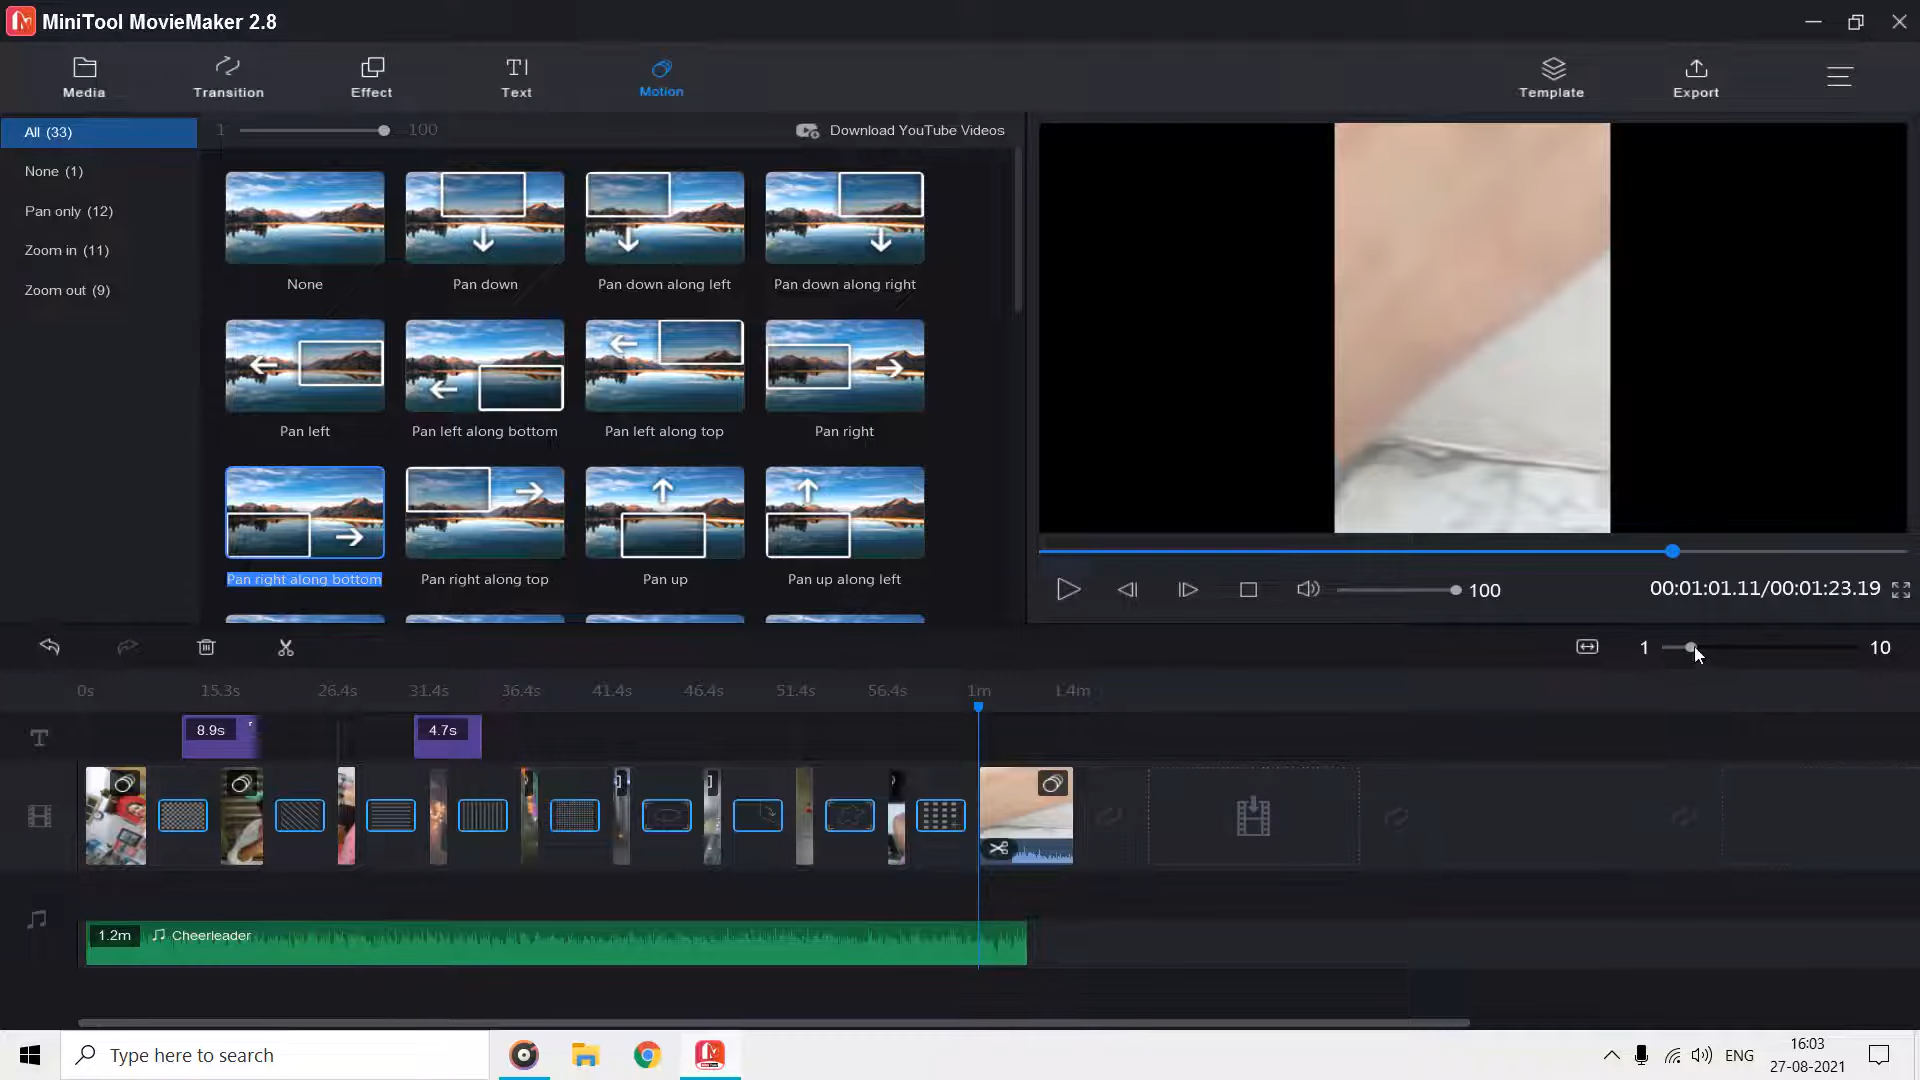 MiniTool MovieMaker 2.8
Media
Transition
Effect
Text
Motion
Template
Export
All (33)
None (1)
Pan only (12)
Zoom in (11)
Zoom out (9)
1
100
Download YouTube Videos
None
Pan down
Pan down along left
Pan down along right
Pan left
Pan left along bottom
Pan left along top
Pan right
Pan right along bottom
Pan right along top
Pan up
Pan up along left
100
00:01:01.11/00:01:23.19
1
10
0s
15.3s
26.4s
31.4s
36.4s
41.4s
46.4s
51.4s
56.4s
1m
1.4m
8.9s
4.7s
1.2m
Cheerleader
Type here to search
ENG
16:03
27-08-2021